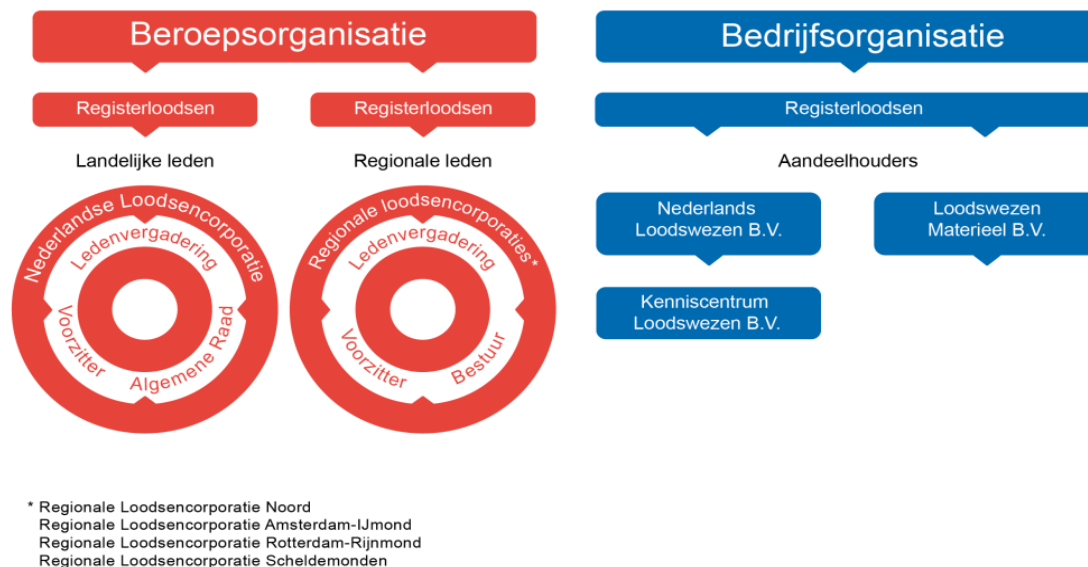 Beroepsorganisatie
Registerloodsen
Registerloodsen
Landelijke leden
Regionale leden
Nederlandse Loodsencorporatie
Ledenvergadering
Voorzitter
Algemene Raad
Regionale loodsencorporaties*
Ledenvergadering
Voorzitter
Bestuur
Bedrijfsorganisatie
Registerloodsen
Aandeelhouders
Nederlands
Loodswezen B.V.
Loodswezen
Materieel B.V.
Kenniscentrum
Loodswezen B.V.
* Regionale Loodsencorporatie Noord
Regionale Loodsencorporatie Amsterdam-IJmond
Regionale Loodsencorporatie Rotterdam-Rijnmond
Regionale Loodsencorporatie Scheldemonden